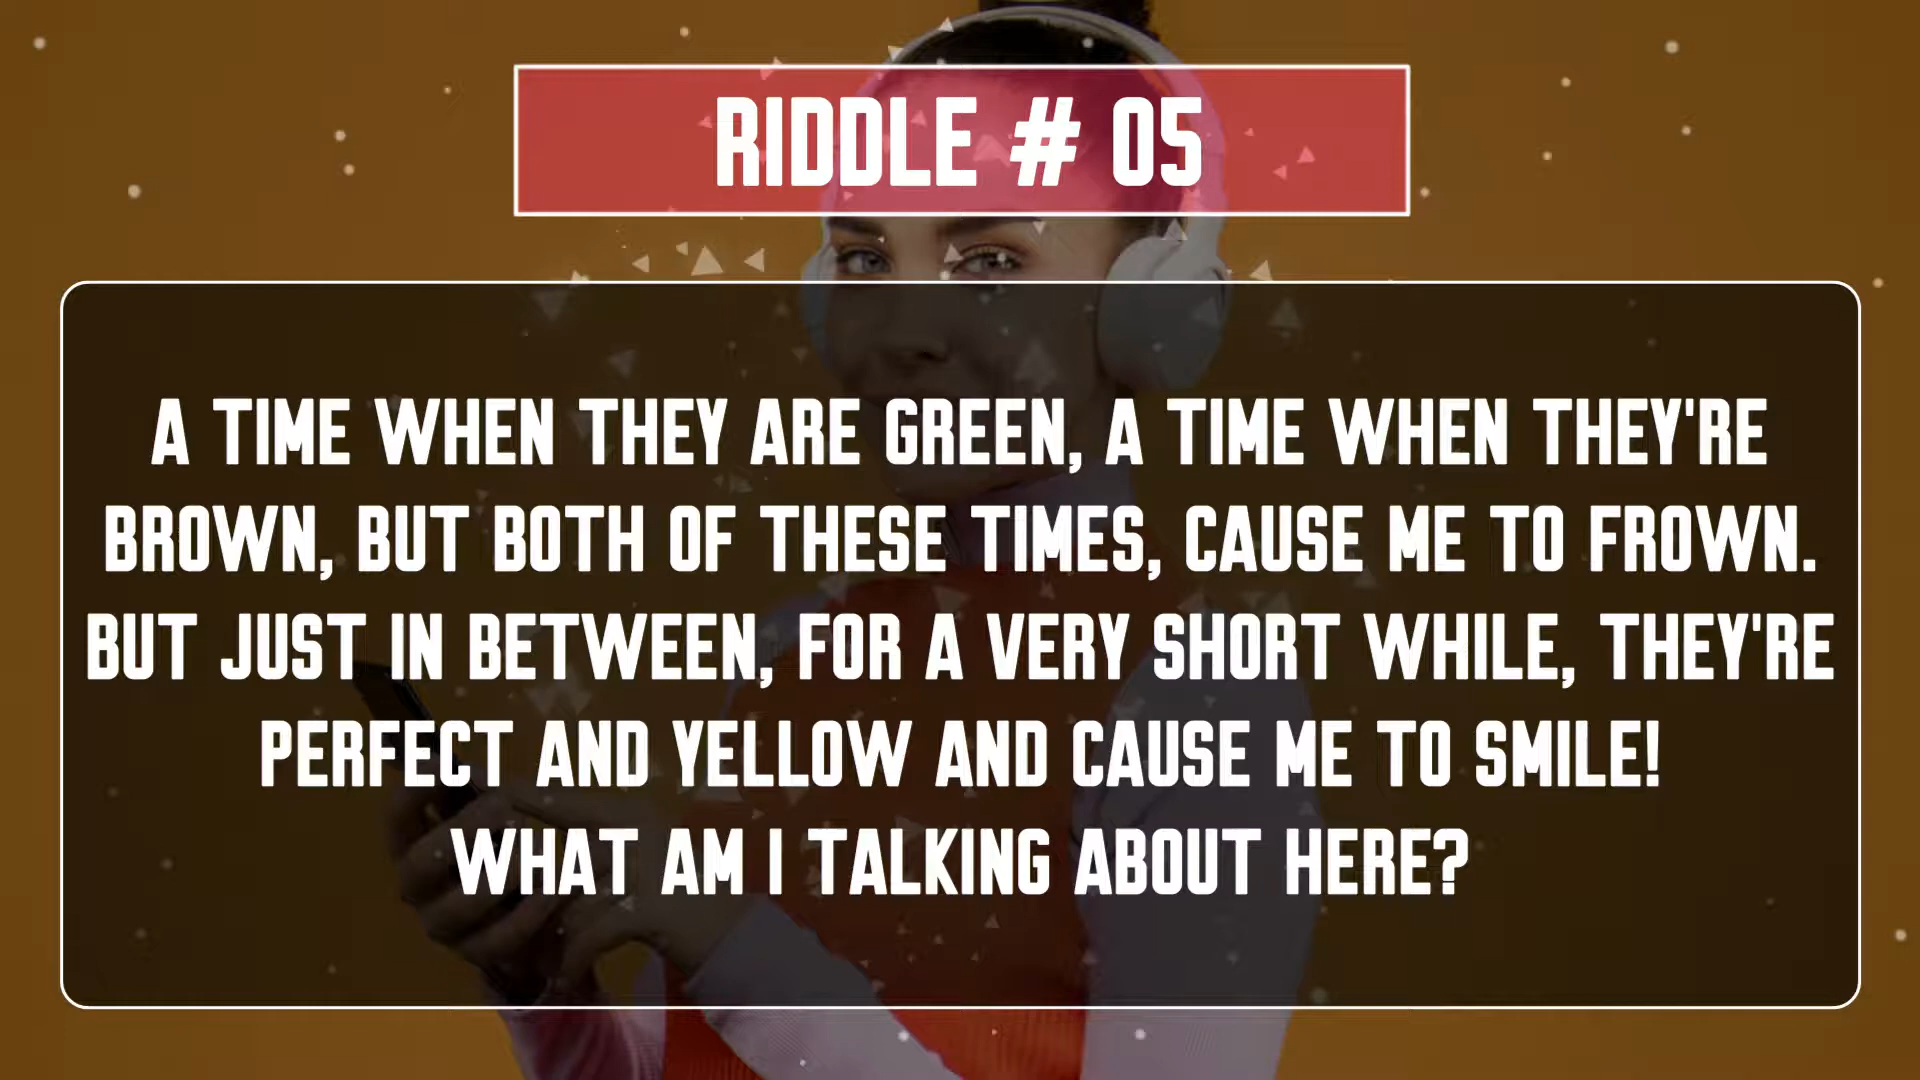 RIDDLE # 05
A TIME WHEN THEY ARE GREEN, A TIME WHEN THEY'RE
BROWN, BUT BOTH OF THESE TIMES, CAUSE ME TO FROWN.
BUT JUST IN BETWEEN, FOR A VERY SHORT WHILE, THEY'RE
PERFECT AND YELLOW AND CAUSE ME TO SMILE!
WHAT AM I TALKING ABOUT HERE?